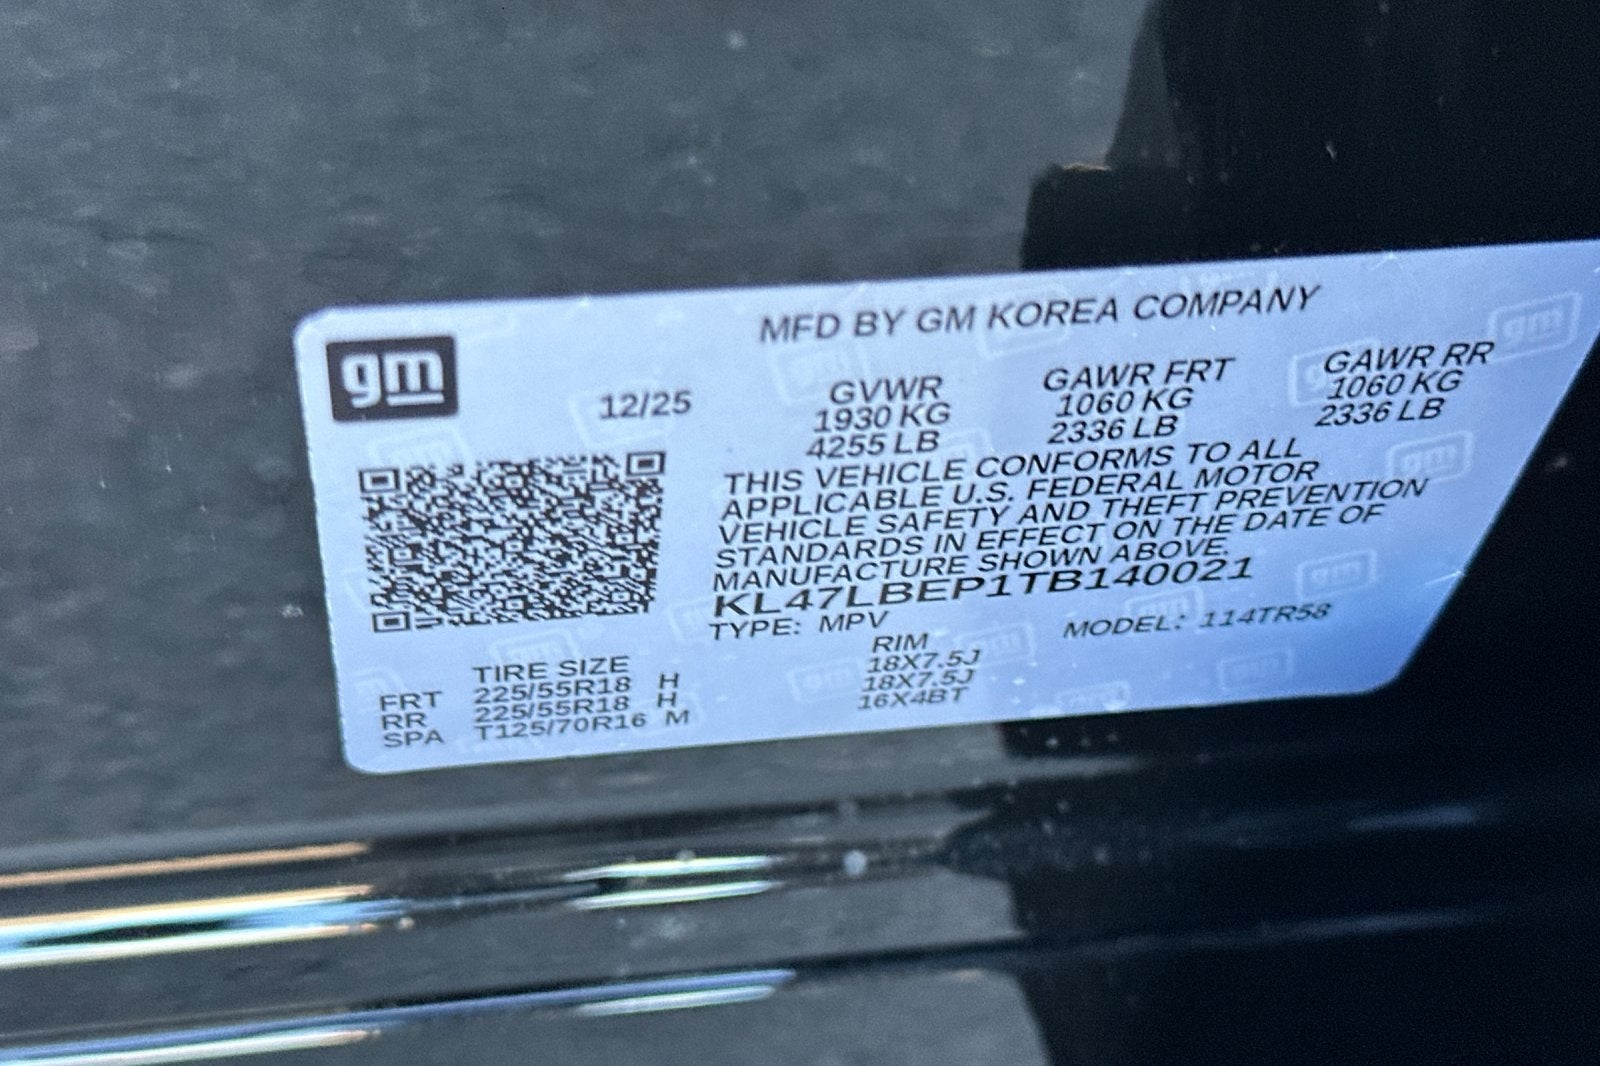 gm
MFD BY GM KOREA COMPANY
12/25
GVWR GAWR FRT GAWR RR
1930 KG 1060 KG 1060 KG
4255 LB 2336 LB 2336 LB
THIS VEHICLE CONFORMS TO ALL
APPLICABLE U.S. FEDERAL MOTOR
VEHICLE SAFETY AND THEFT PREVENTION
STANDARDS IN EFFECT ON THE DATE OF
MANUFACTURE SHOWN ABOVE.
KL47LBEP1TB140021
TYPE: MPV MODEL: 114TR58
TIRE SIZE RIM
FRT 225/55R18 H 18X7.5J
RR 225/55R18 H 18X7.5J
SPA T125/70R16 M 16X4BT